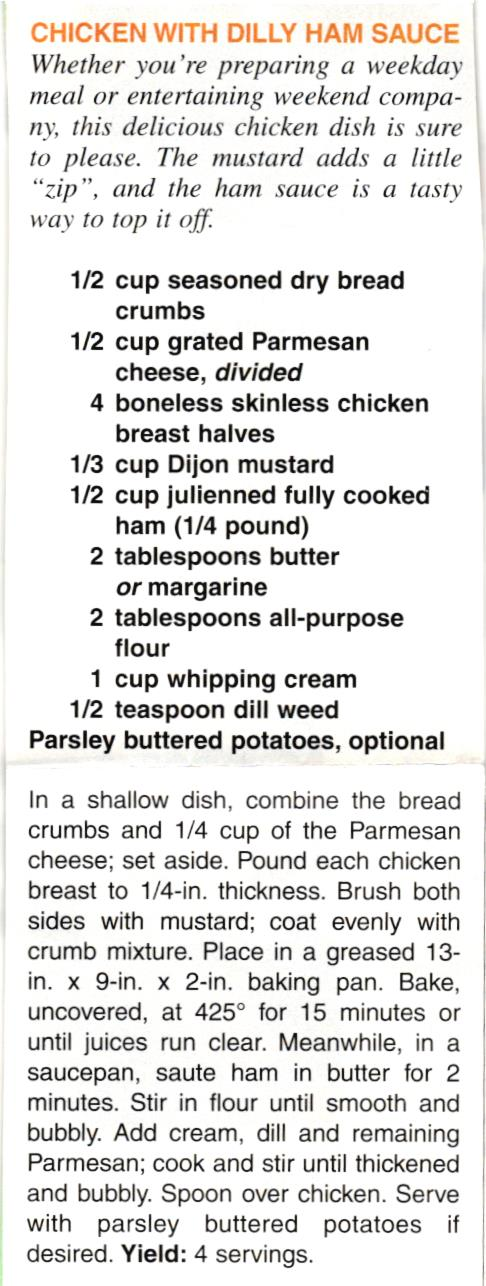 CHICKEN WITH DILLY HAM SAUCE
Whether you're preparing a weekday
meal or entertaining weekend compa-
ny, this delicious chicken dish is sure
to please. The mustard adds a little
"zip", and the ham sauce is a tasty
way to top it off.
1/2 cup seasoned dry bread
crumbs
1/2 cup grated Parmesan
cheese, divided
4 boneless skinless chicken
breast halves
1/3 cup Dijon mustard
1/2 cup julienned fully cooked
ham (1/4 pound)
2 tablespoons butter
or margarine
2 tablespoons all-purpose
flour
1 cup whipping cream
1/2 teaspoon dill weed
Parsley buttered potatoes, optional
In a shallow dish, combine the bread
crumbs and 1/4 cup of the Parmesan
cheese; set aside. Pound each chicken
breast to 1/4-in. thickness. Brush both
sides with mustard; coat evenly with
crumb mixture. Place in a greased 13-
in. x 9-in. x 2-in. baking pan. Bake,
uncovered, at 425° for 15 minutes or
until juices run clear. Meanwhile, in a
saucepan, saute ham in butter for 2
minutes. Stir in flour until smooth and
bubbly. Add cream, dill and remaining
Parmesan; cook and stir until thickened
and bubbly. Spoon over chicken. Serve
with parsley buttered potatoes if
desired. Yield: 4 servings.